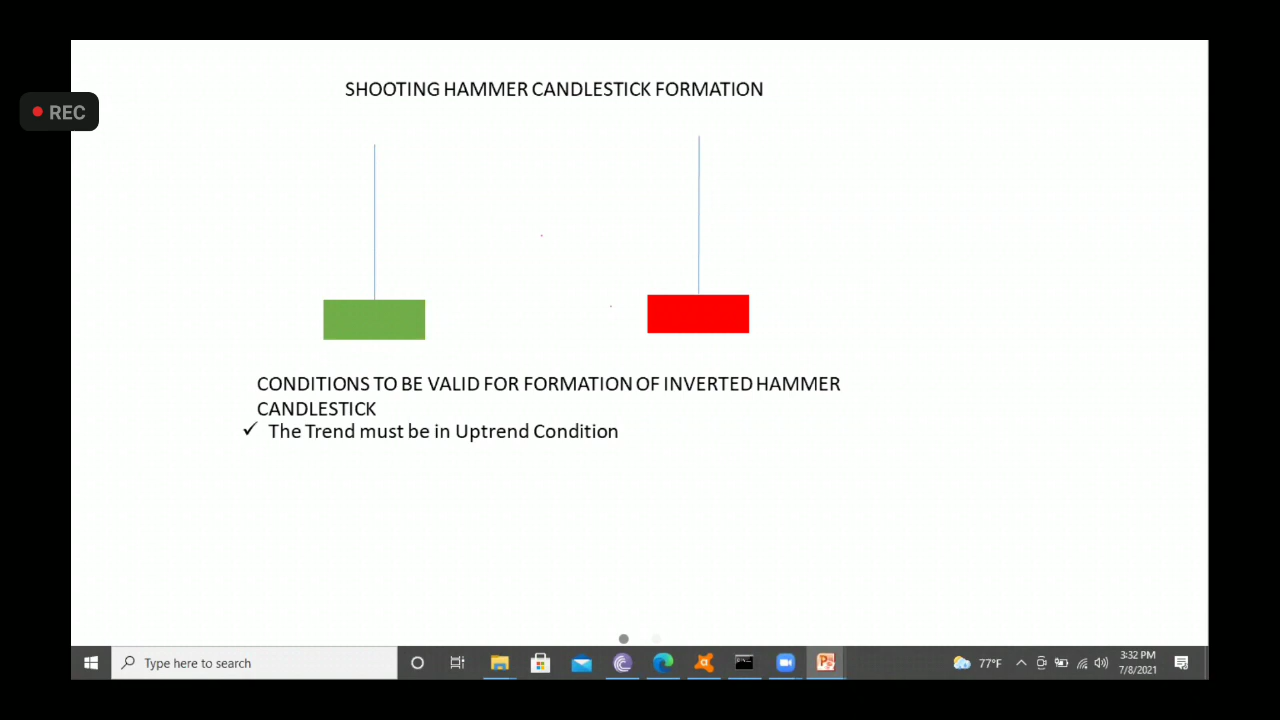 SHOOTING HAMMER CANDLESTICK FORMATION
REC
CONDITIONS TO BE VALID FOR FORMATION OF INVERTED HAMMER
CANDLESTICK
✓ The Trend must be in Uptrend Condition
Type here to search
77°F
3:32 PM
7/8/2021